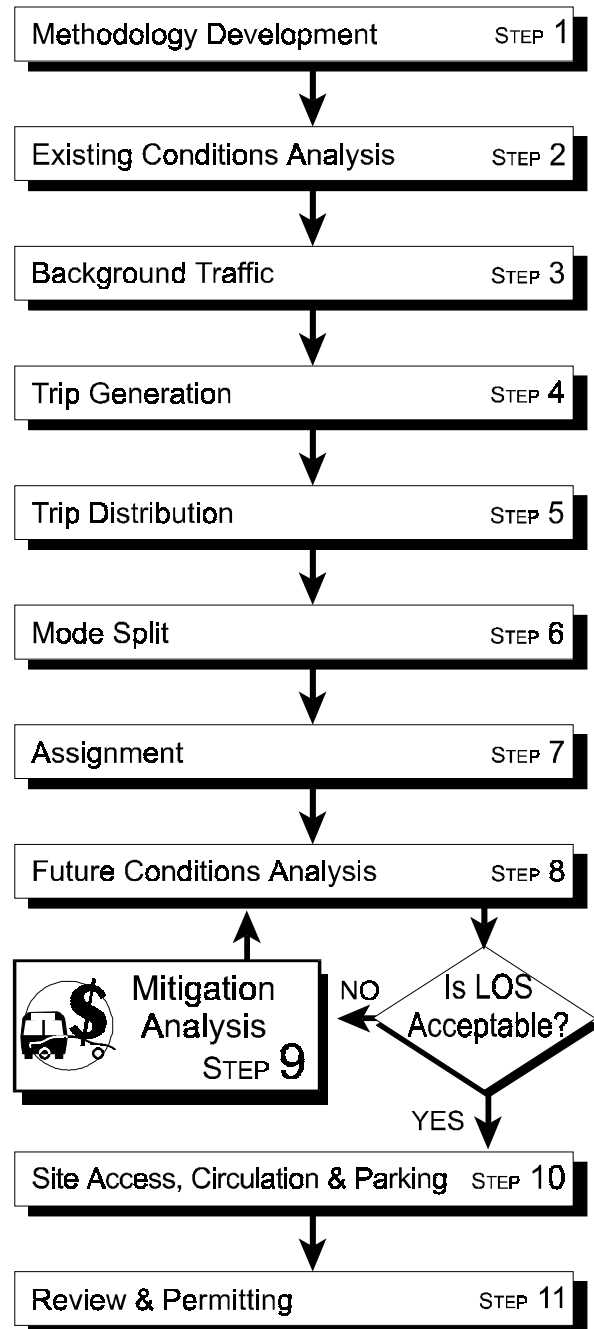 Methodology Development STEP 1
Existing Conditions Analysis STEP 2
Background Traffic STEP 3
Trip Generation STEP 4
Trip Distribution STEP 5
Mode Split STEP 6
Assignment STEP 7
Future Conditions Analysis STEP 8
$ Mitigation
Analysis
STEP 9
NO
Is LOS
Acceptable?
YES
Site Access, Circulation & Parking STEP 10
Review & Permitting STEP 11